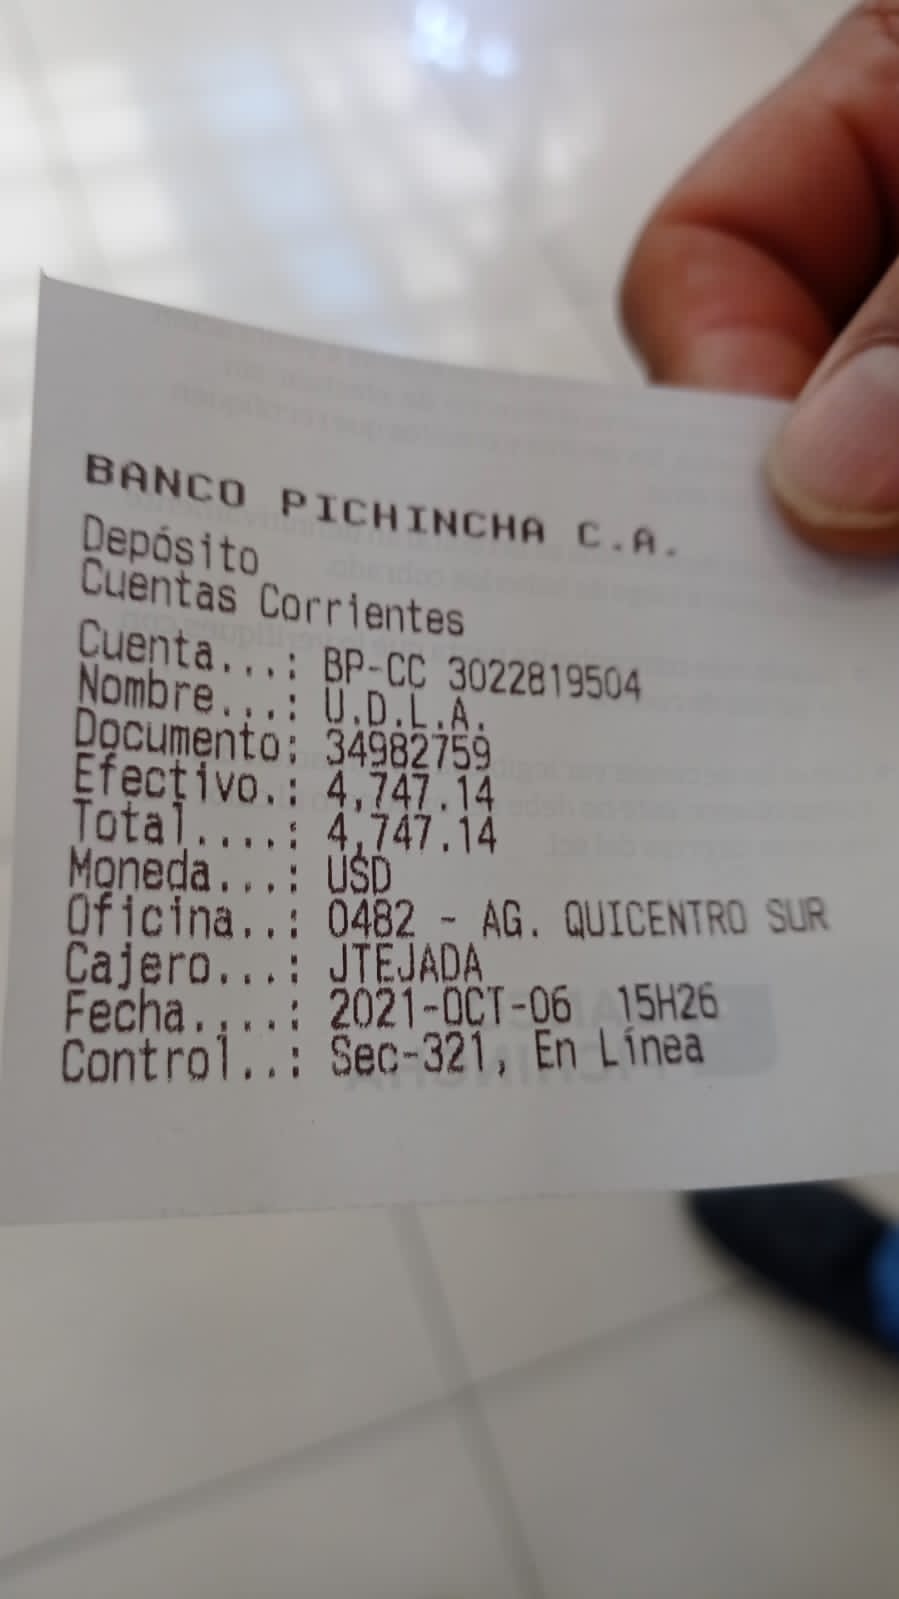 BANCO PICHINCHA C.A.
Depósito
Cuentas Corrientes
Cuenta...: BP-CC 3022819504
Nombre...: U.D.L.A.
Documento: 34982759
Efectivo.: 4,747.14
Total....: 4,747.14
Moneda...: USD
Oficina..: 0482 - AG. QUICENTRO SUR
Cajero...: JTEJADA
Fecha....: 2021-OCT-06 15H26
Control..: Sec-321, En Línea